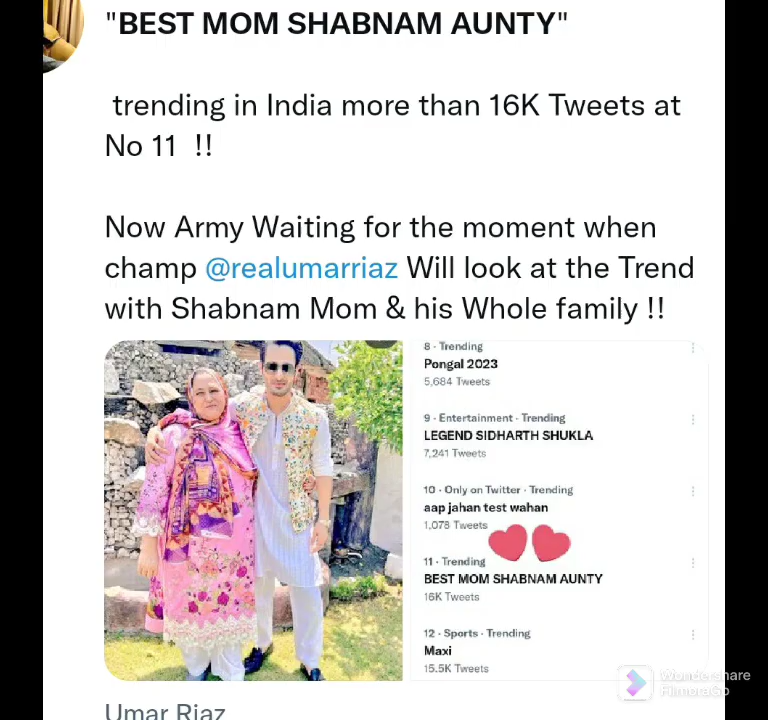 "BEST MOM SHABNAM AUNTY"
trending in India more than 16K Tweets at
No 11 !!
Now Army Waiting for the moment when
champ @realumarriaz Will look at the Trend
with Shabnam Mom & his Whole family !!
8 · Trending
Pongal 2023
5,684 Tweets
9 · Entertainment · Trending
LEGEND SIDHARTH SHUKLA
7,241 Tweets
10 · Only on Twitter · Trending
aap jahan test wahan
1,078 Tweets
11 · Trending
BEST MOM SHABNAM AUNTY
16K Tweets
12 · Sports · Trending
Maxi
15.5K Tweets
Wondershare
FilmoraGo
Umar Riaz